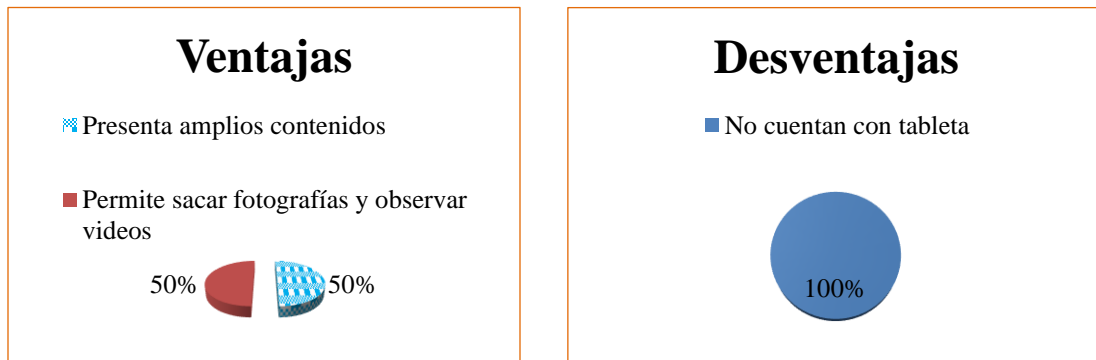 Ventajas
Presenta amplios contenidos
Permite sacar fotografías y observar
videos
50%
50%
Desventajas
No cuentan con tableta
100%